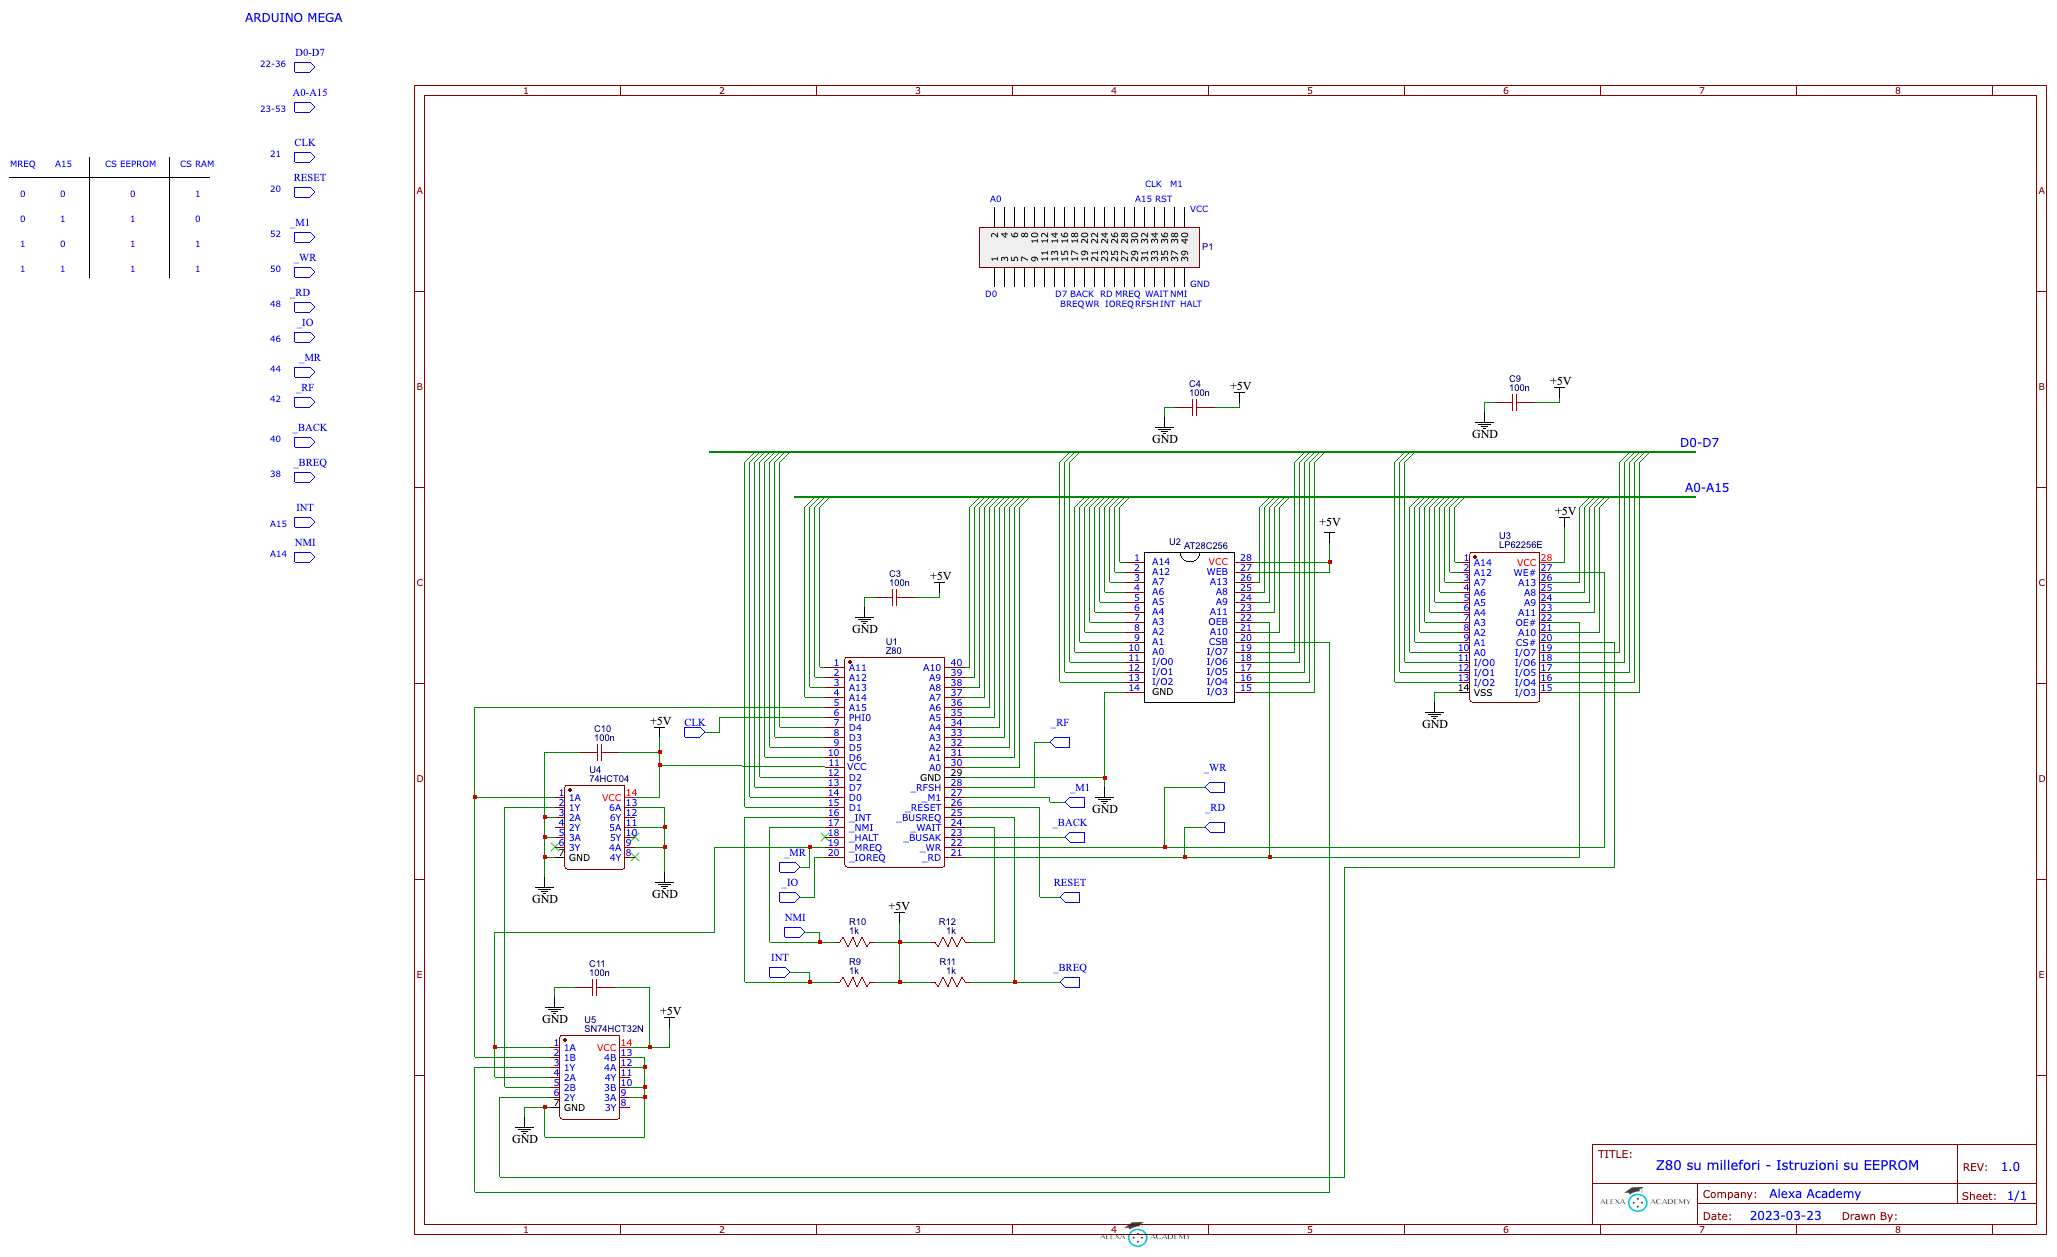 ARDUINO MEGA
D0-D7
22-36
A0-A15
23-53
CLK
21
RESET
20
_M1
52
_WR
50
_RD
48
_IO
46
_MR
44
_RF
42
_BACK
40
_BREQ
38
INT
A15
NMI
A14
MREQ A15 CS EEPROM CS RAM
0 0 0 1
0 1 1 0
1 0 1 1
1 1 1 1
1 2 3 4 5 6 7 8
A A
B B
C C
D D
E E
CLK M1
A0 A15 RST
VCC
2 4 6 8 10 12 14 16 18 20 22 24 26 28 30 32 34 36 38 40
P1
1 3 5 7 9 11 13 15 17 19 21 23 25 27 29 31 33 35 37 39
GND
D0 D7 BACK RD MREQ WAIT NMI
BREQ WR IOREQ RFSH INT HALT
C4
100n
+5V
GND
C9
100n
+5V
GND
D0-D7
A0-A15
+5V
U2 AT28C256
1 A14 VCC 28
2 A12 WEB 27
3 A7 A13 26
4 A6 A8 25
5 A5 A9 24
6 A4 A11 23
7 A3 OEB 22
8 A2 A10 21
9 A1 CSB 20
10 A0 I/O7 19
11 I/O0 I/O6 18
12 I/O1 I/O5 17
13 I/O2 I/O4 16
14 GND I/O3 15
+5V
U3
LP62256E
1 A14 VCC 28
2 A12 WE# 27
3 A7 A13 26
4 A6 A8 25
5 A5 A9 24
6 A4 A11 23
7 A3 OE# 22
8 A2 A10 21
9 A1 CS# 20
10 A0 I/O7 19
11 I/O0 I/O6 18
12 I/O1 I/O5 17
13 I/O2 I/O4 16
14 VSS I/O3 15
GND
C3
100n
+5V
GND
U1
Z80
1 A11 A10 40
2 A12 A9 39
3 A13 A8 38
4 A14 A7 37
5 A15 A6 36
6 PHI0 A5 35
7 D4 A4 34
8 D3 A3 33
9 D5 A2 32
10 D6 A1 31
11 VCC A0 30
12 D2 GND 29
13 D7 _RFSH 28
14 D0 _M1 27
15 D1 _RESET 26
16 _INT _BUSREQ 25
17 _NMI _WAIT 24
18 _HALT _BUSAK 23
19 _MREQ _WR 22
20 _IOREQ _RD 21
CLK
_RF
_M1
GND
_BACK
_WR
_RD
RESET
_BREQ
_MR
_IO
NMI
INT
+5V
R10
1k
R12
1k
R9
1k
R11
1k
C10
100n
+5V
U4
74HCT04
1 1A VCC 14
2 1Y 6A 13
3 2A 6Y 12
4 2Y 5A 11
5 3A 5Y 10
6 3Y 4A 9
7 GND 4Y 8
GND
GND
C11
100n
GND
+5V
U5
SN74HCT32N
1 1A VCC 14
2 1B 4B 13
3 1Y 4A 12
4 2A 4Y 11
5 2B 3B 10
6 2Y 3A 9
7 GND 3Y 8
GND
TITLE:
Z80 su millefori - Istruzioni su EEPROM
REV: 1.0
ALEXA ACADEMY
Company: Alexa Academy
Sheet: 1/1
Date: 2023-03-23 Drawn By:
1 2 3 4 5 6 7 8
ALEXA ACADEMY